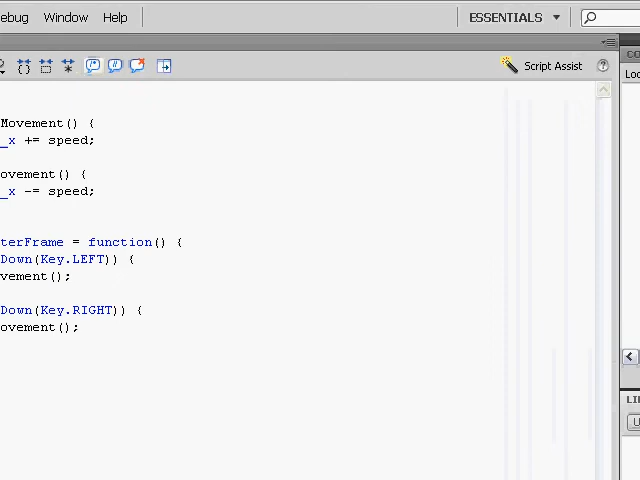 ebug Window Help ESSENTIALS
CO
Script Assist Loc
Movement() {
_x += speed;
ovement() {
_x -= speed;
terFrame = function() {
Down(Key.LEFT)) {
vement();
Down(Key.RIGHT)) {
ovement();
LI